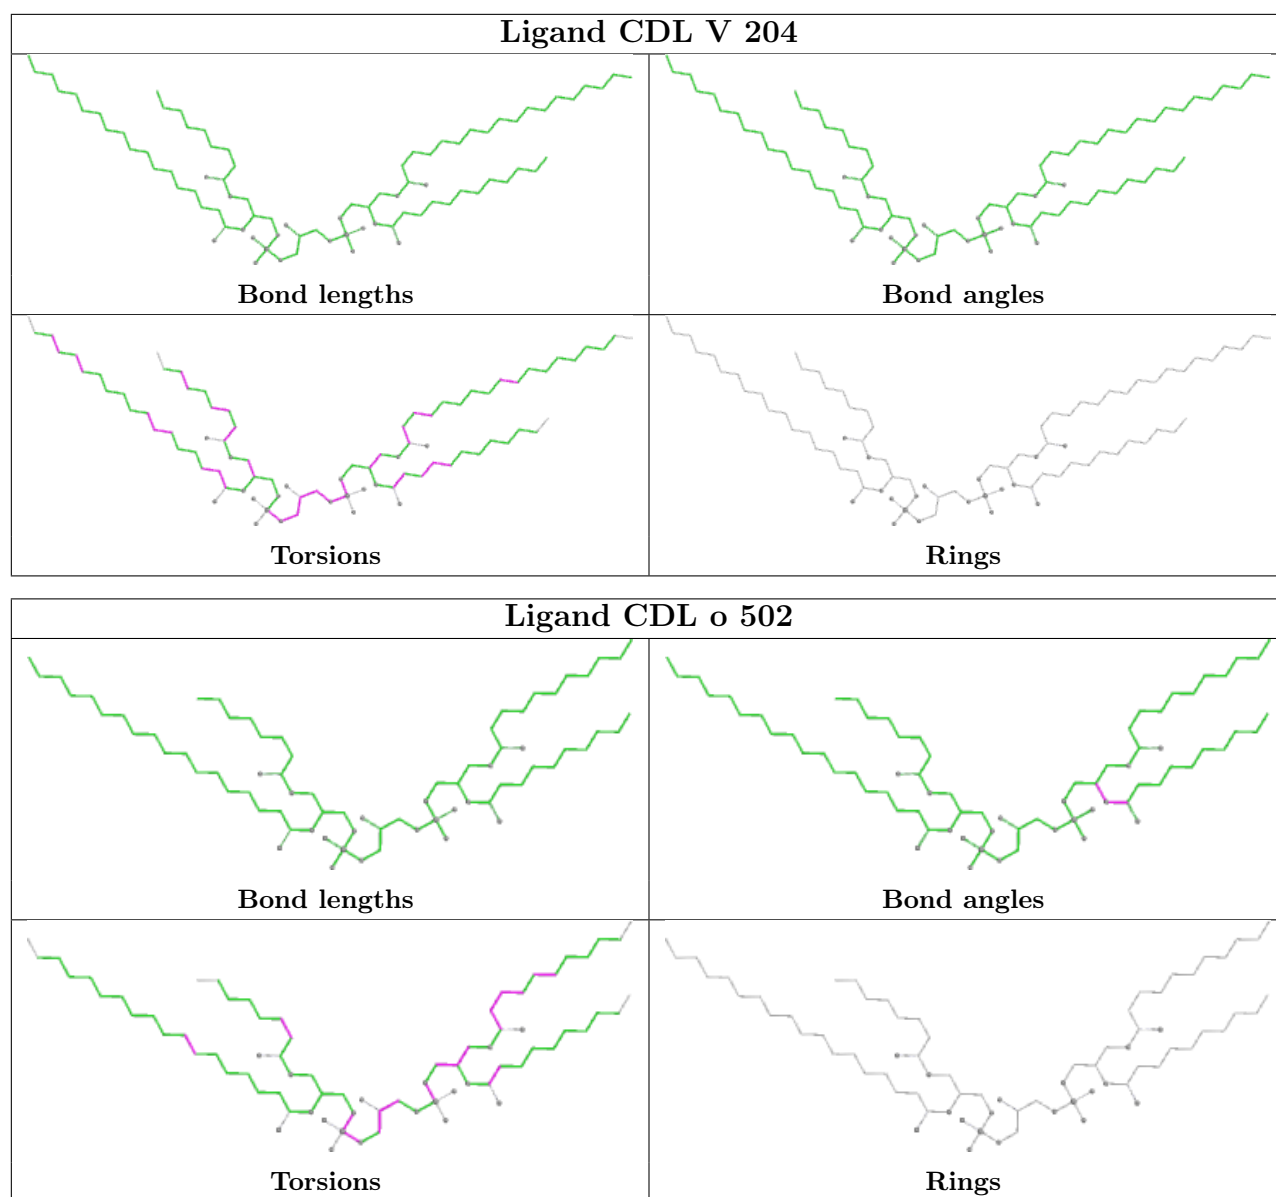 Ligand CDL V 204
Bond lengths
Bond angles
Torsions
Rings
Ligand CDL o 502
Bond lengths
Bond angles
Torsions
Rings